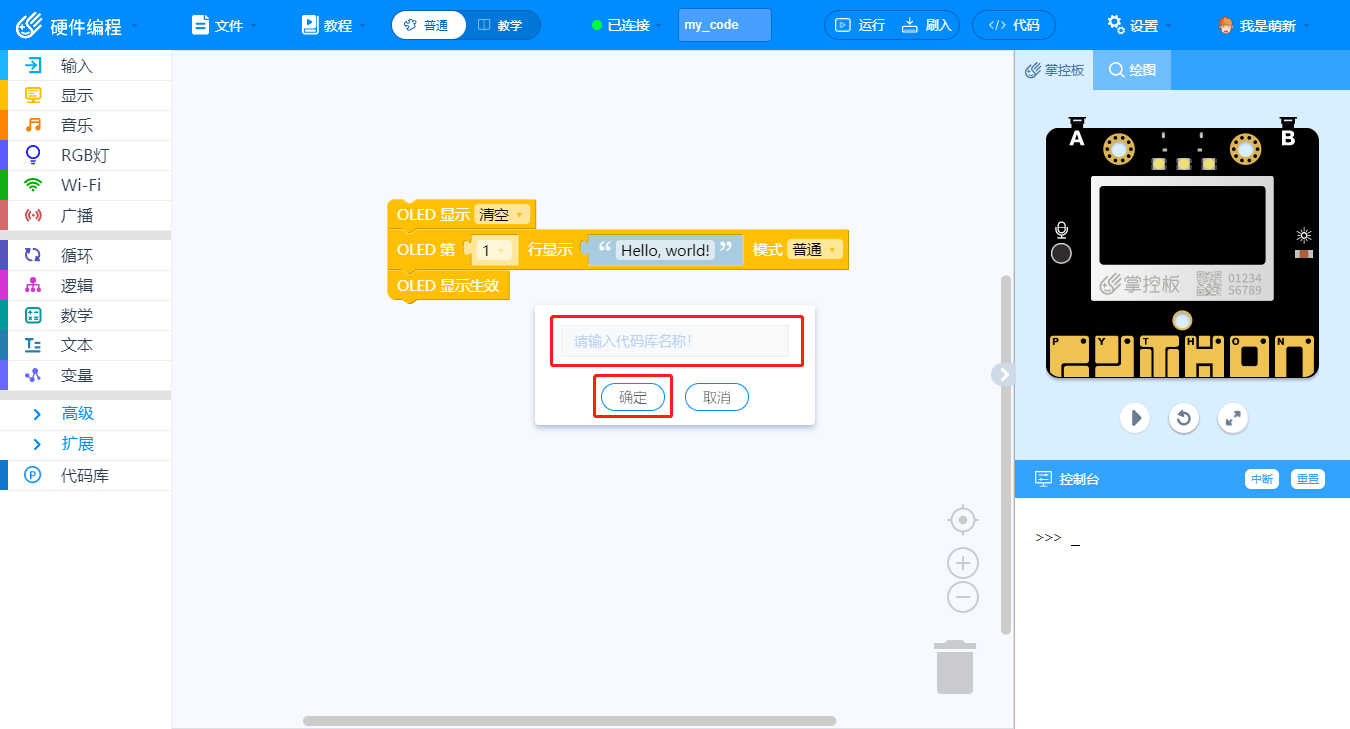 硬件编程
文件
教程
普通
教学
已连接
my_code
运行
刷入
代码
设置
我是萌新
输入
显示
音乐
RGB灯
Wi-Fi
广播
循环
逻辑
数学
文本
变量
高级
扩展
代码库
OLED 显示 清空
OLED 第 1 行显示 “ Hello, world! ” 模式 普通
OLED 显示生效
请输入代码库名称!
确定
取消
掌控板
绘图
A
B
掌控板
01234
56789
P Y T H O N
PYTHON
控制台
中断
重置
>>> _